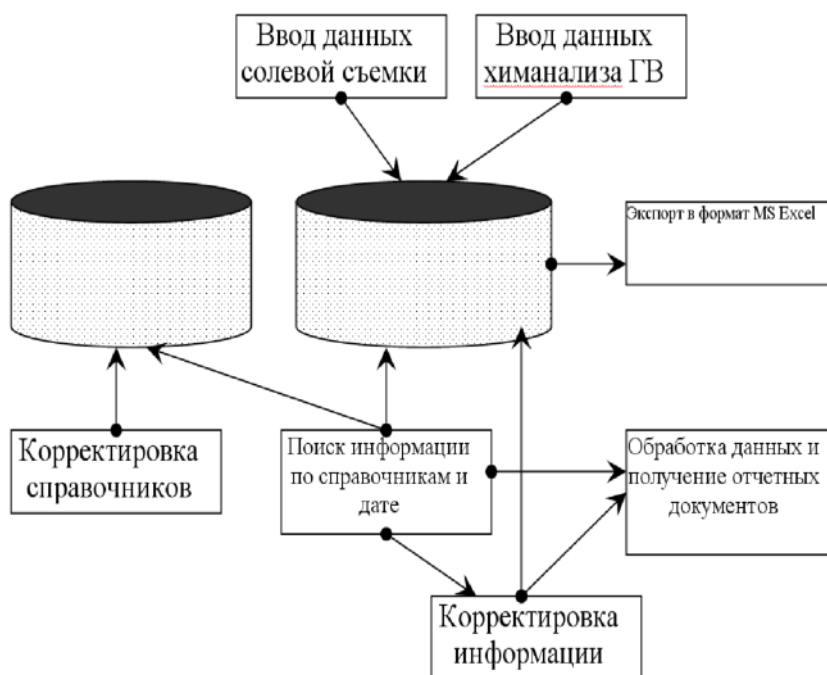 Ввод данных
солевой съемки
Ввод данных
химанализа ГВ
Экспорт в формат MS Excel
Корректировка
справочников
Поиск информации
по справочникам и
дате
Обработка данных и
получение отчетных
документов
Корректировка
информации